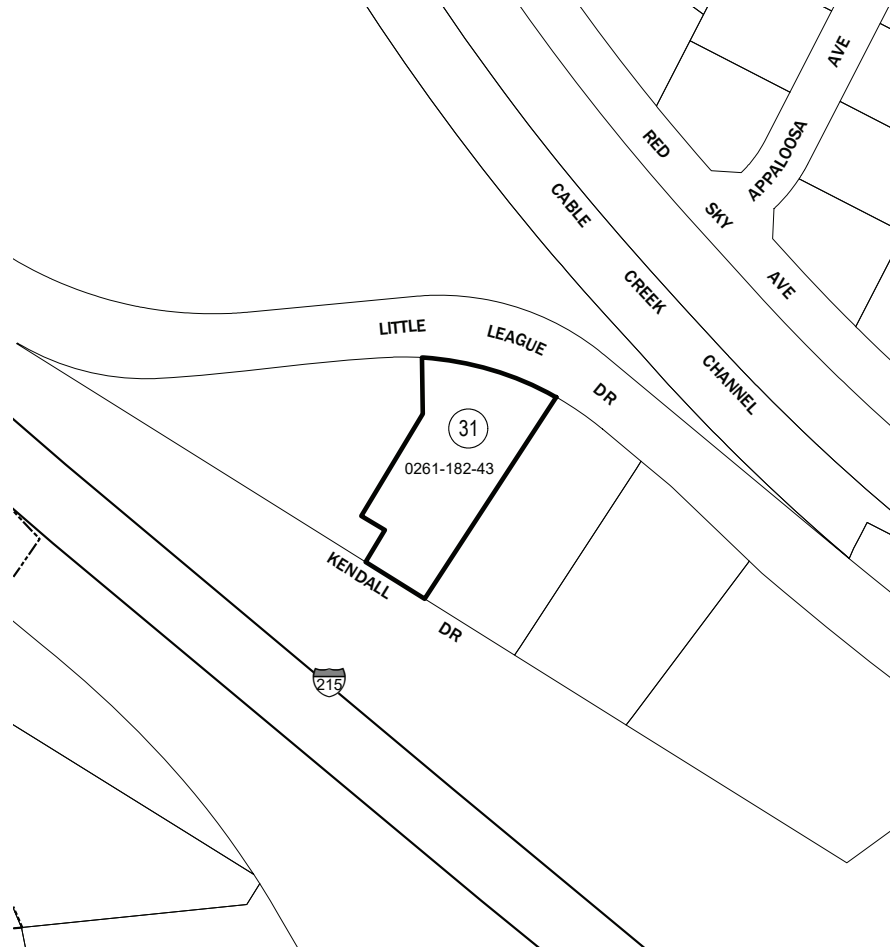 AVE
APPALOOSA
RED
SKY
AVE
CABLE
CREEK
CHANNEL
LITTLE
LEAGUE
DR
31
0261-182-43
KENDALL
DR
215